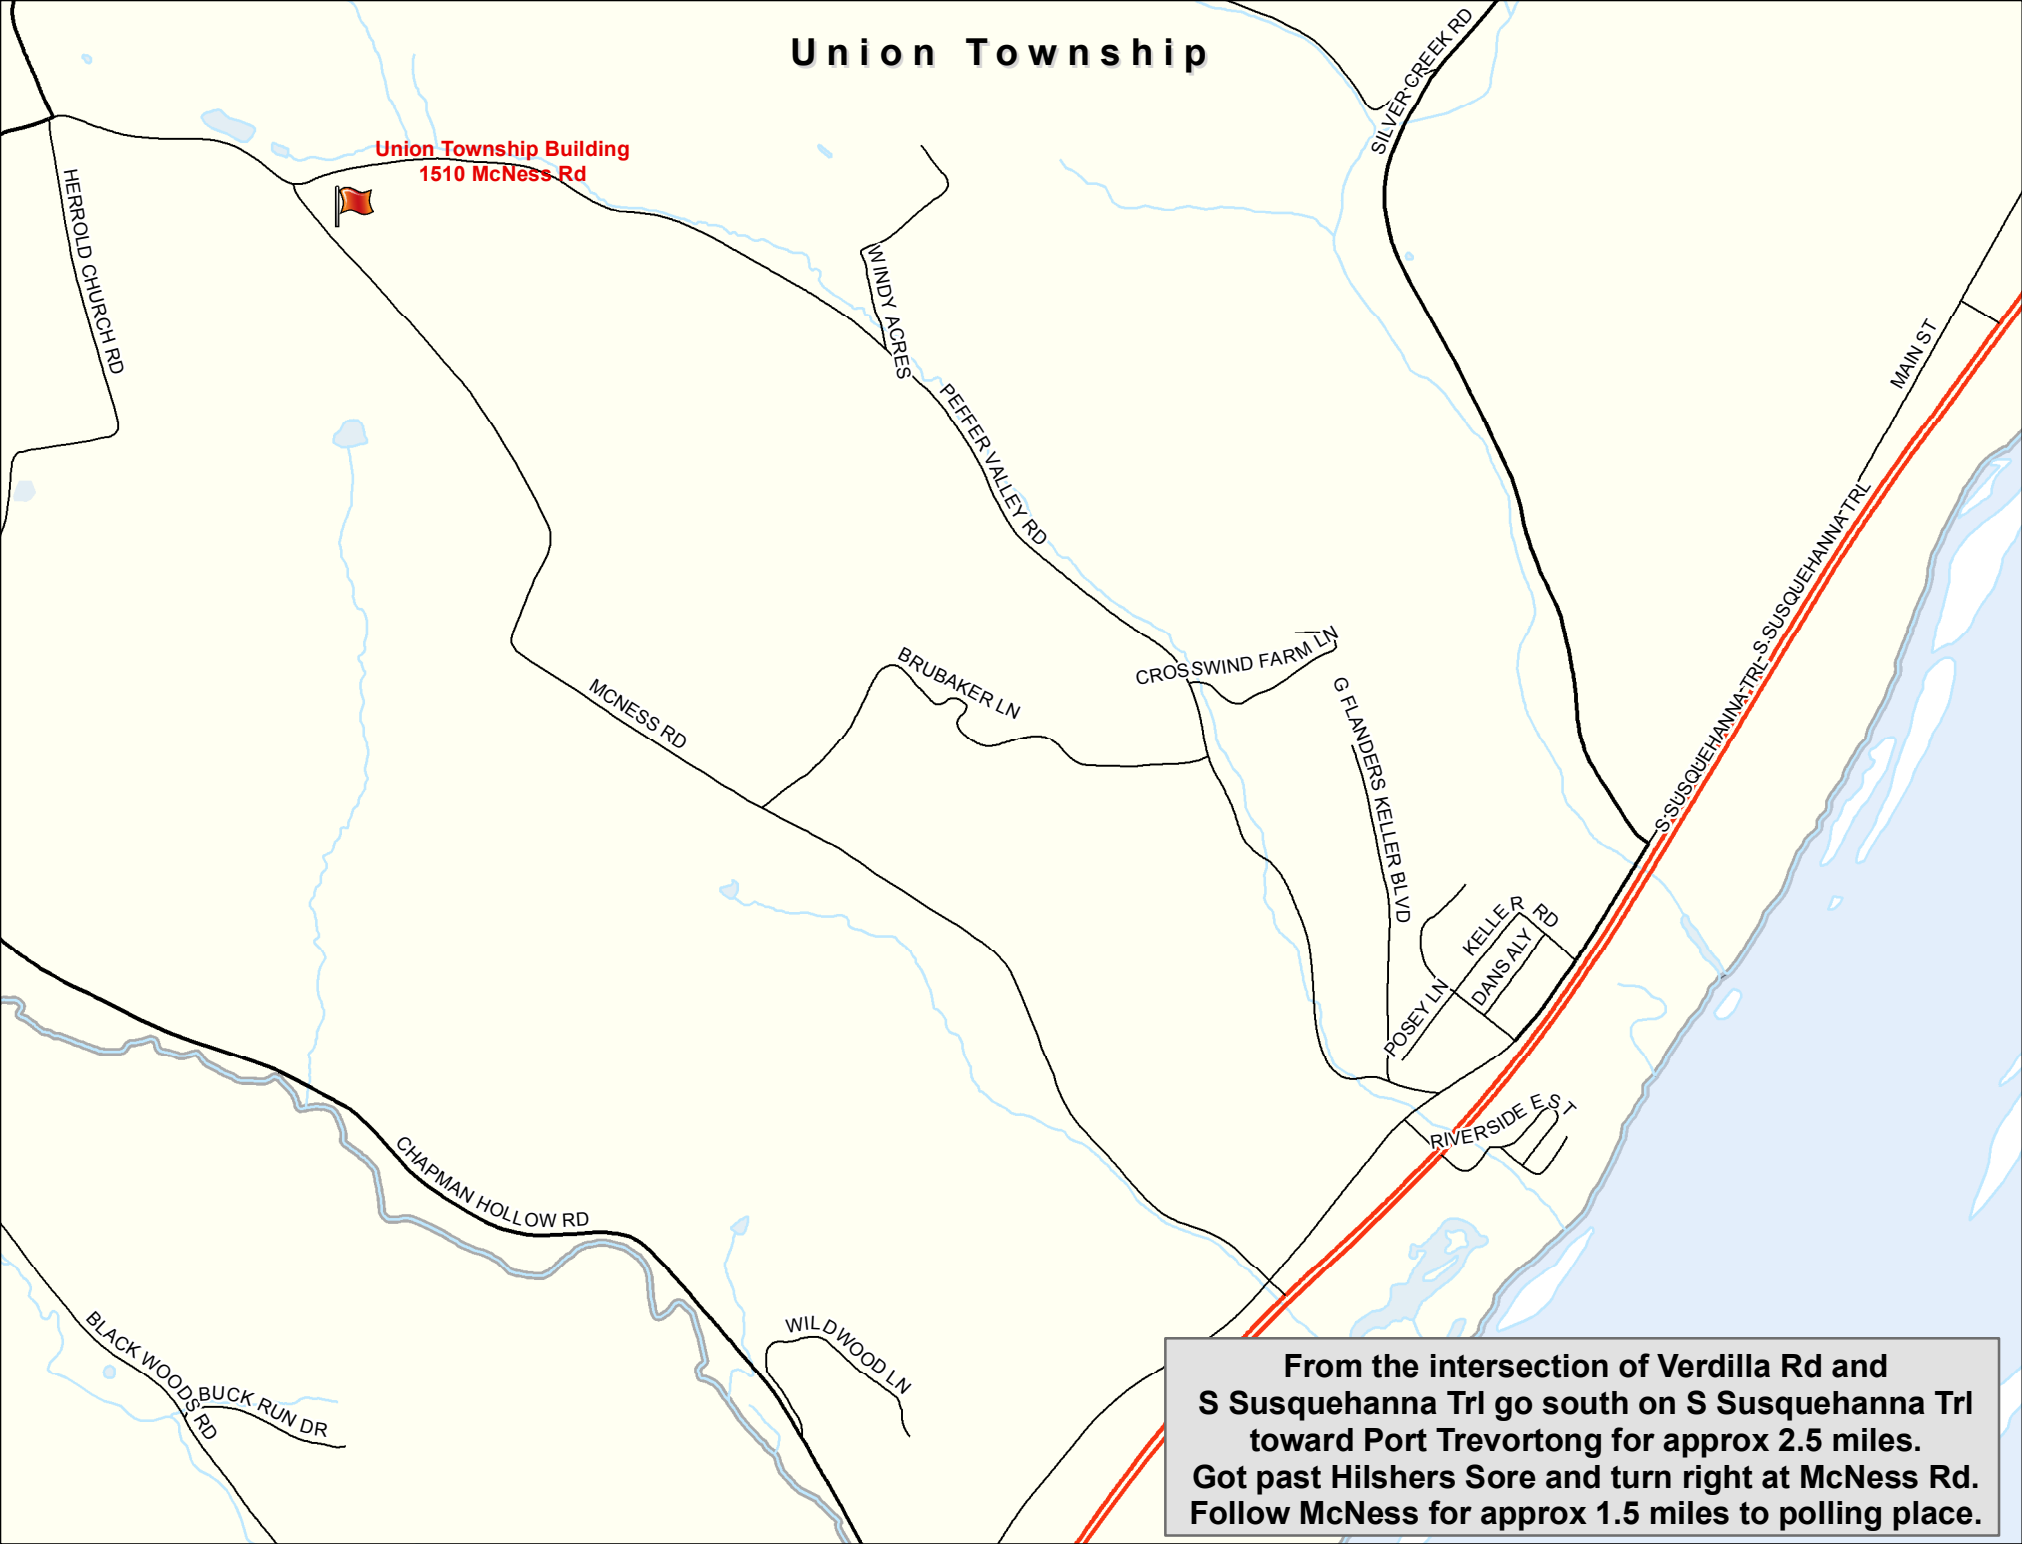 Union Township
SILVER CREEK RD
Union Township Building
1510 McNess Rd
HERROLD CHURCH RD
WINDY ACRES
MAIN ST
PEFFER VALLEY RD
S SUSQUEHANNA TRL
S SUSQUEHANNA TRL
CROSSWIND FARM LN
BRUBAKER LN
MCNESS RD
G FLANDERS KELLER BLVD
KELLER RD
DANS ALY
POSEY LN
RIVERSIDE EST
CHAPMAN HOLLOW RD
WILDWOOD LN
BLACK WOODS RD
BUCK RUN DR
From the intersection of Verdilla Rd and
S Susquehanna Trl go south on S Susquehanna Trl
toward Port Trevortong for approx 2.5 miles.
Got past Hilshers Sore and turn right at McNess Rd.
Follow McNess for approx 1.5 miles to polling place.